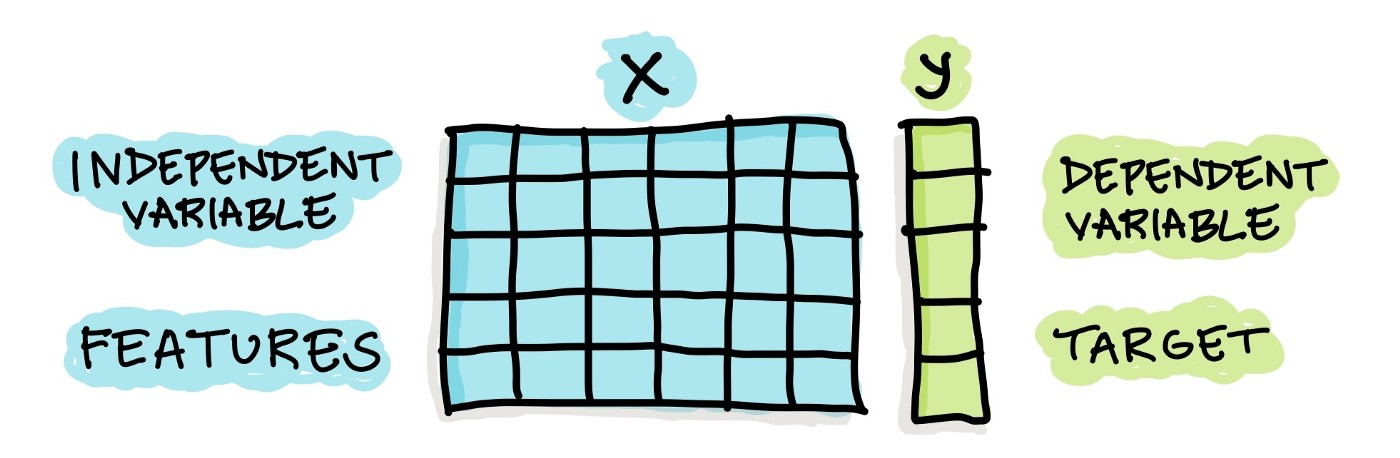 X
y
INDEPENDENT
VARIABLE
FEATURES
DEPENDENT
VARIABLE
TARGET